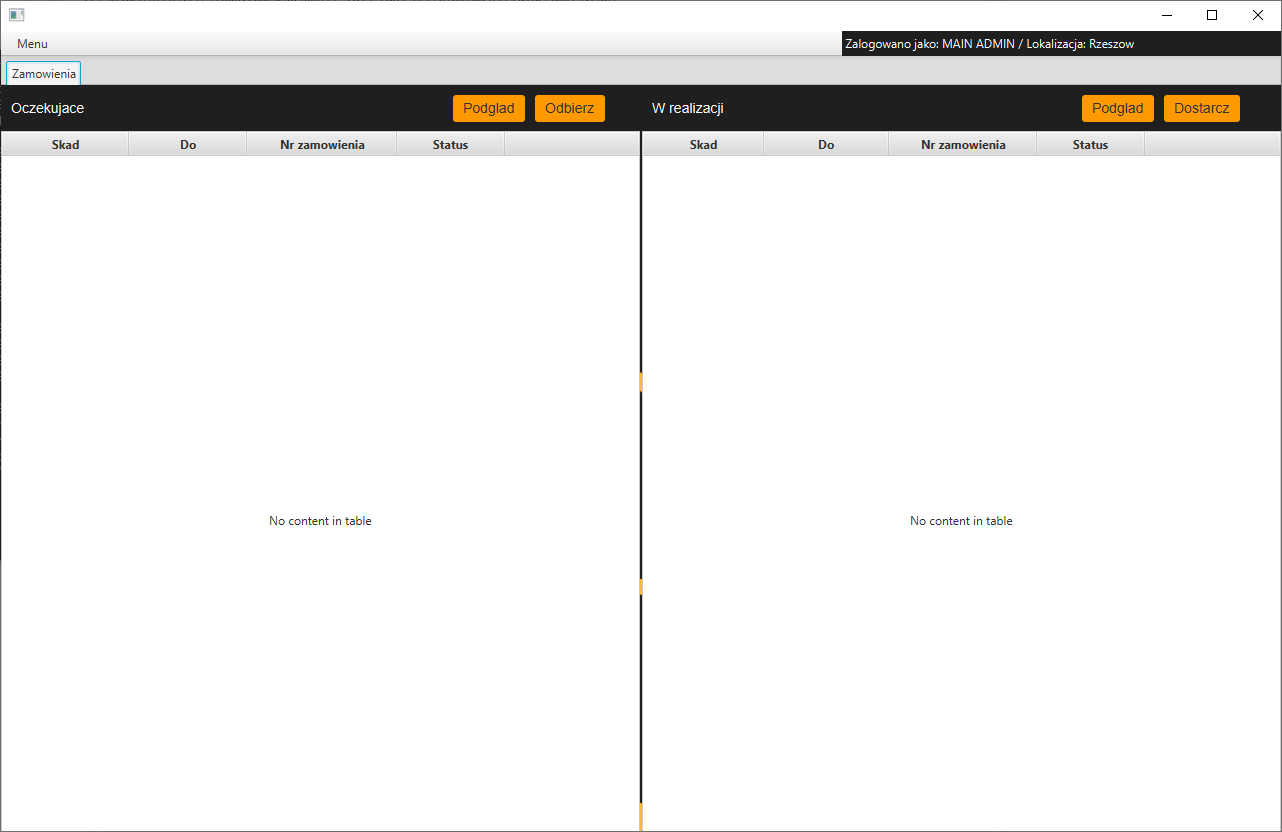 Menu
Zalogowano jako: MAIN ADMIN / Lokalizacja: Rzeszow
Zamowienia
Oczekujace
Podglad
Odbierz
W realizacji
Podglad
Dostarcz
Skad
Do
Nr zamowienia
Status
Skad
Do
Nr zamowienia
Status
No content in table
No content in table